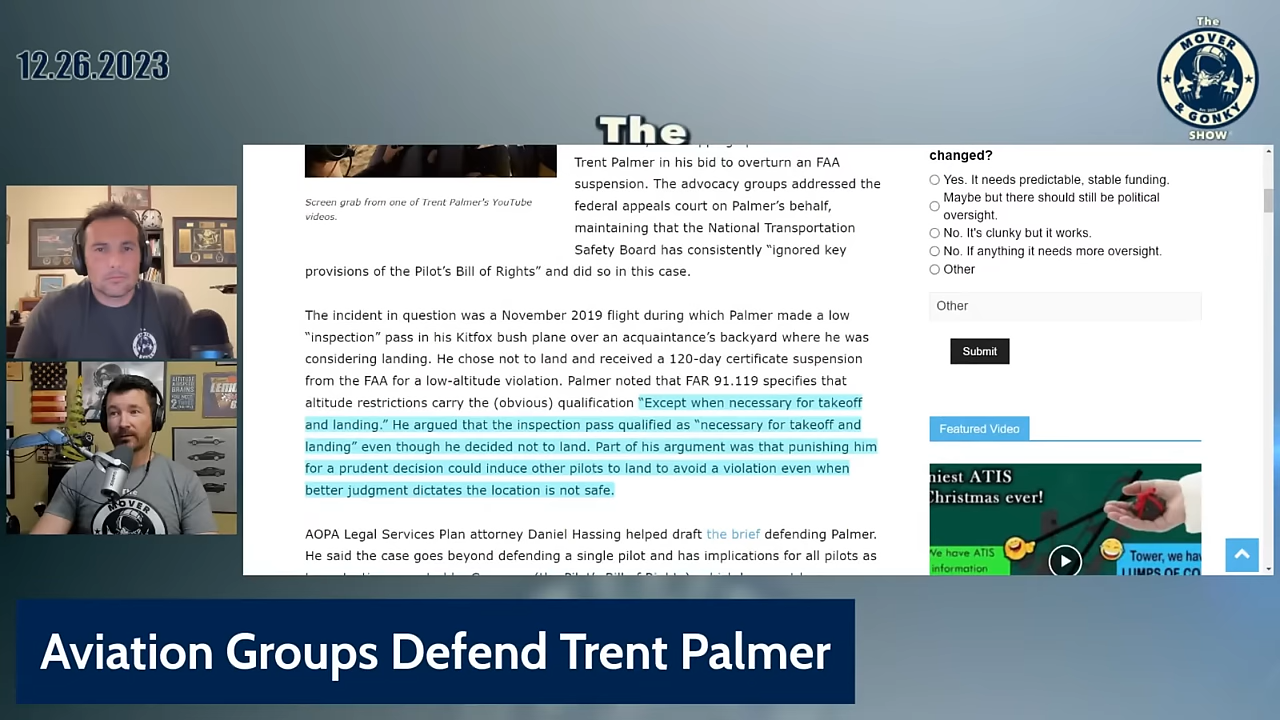 12.26.2023
The
MOVER
& GONKY
SHOW
The
Trent Palmer in his bid to overturn an FAA
suspension. The advocacy groups addressed the
federal appeals court on Palmer’s behalf,
maintaining that the National Transportation
Safety Board has consistently “ignored key
provisions of the Pilot’s Bill of Rights” and did so in this case.
Screen grab from one of Trent Palmer's YouTube
videos.
The incident in question was a November 2019 flight during which Palmer made a low
“inspection” pass in his Kitfox bush plane over an acquaintance’s backyard where he was
considering landing. He chose not to land and received a 120-day certificate suspension
from the FAA for a low-altitude violation. Palmer noted that FAR 91.119 specifies that
altitude restrictions carry the (obvious) qualification “Except when necessary for takeoff
and landing.” He argued that the inspection pass qualified as “necessary for takeoff and
landing” even though he decided not to land. Part of his argument was that punishing him
for a prudent decision could induce other pilots to land to avoid a violation even when
better judgment dictates the location is not safe.
AOPA Legal Services Plan attorney Daniel Hassing helped draft the brief defending Palmer.
He said the case goes beyond defending a single pilot and has implications for all pilots as
changed?
Yes. It needs predictable, stable funding.
Maybe but there should still be political
oversight.
No. It's clunky but it works.
No. If anything it needs more oversight.
Other
Other
Submit
Featured Video
niest ATIS
Christmas ever!
We have ATIS
information
Tower, we hav
LUMPS OF CO
The
MOVER
Aviation Groups Defend Trent Palmer